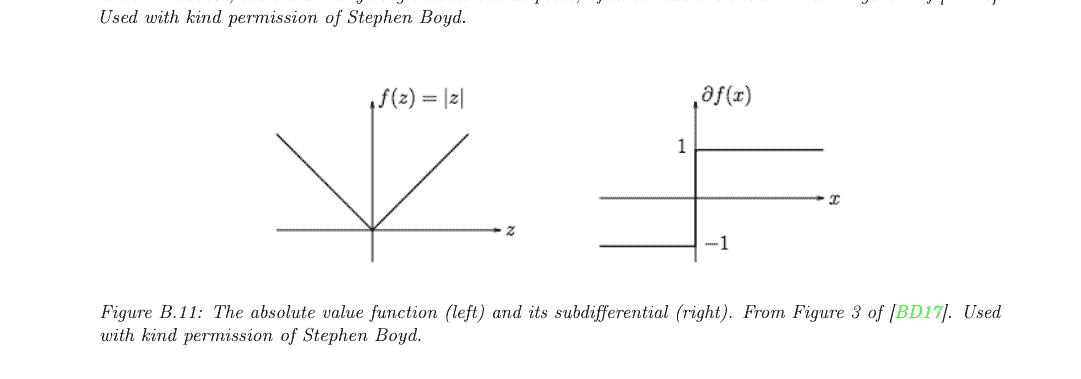 Used with kind permission of Stephen Boyd.
f(z) = |z|
z
∂f(x)
1
x
−1
Figure B.11: The absolute value function (left) and its subdifferential (right). From Figure 3 of [BD17]. Used
with kind permission of Stephen Boyd.